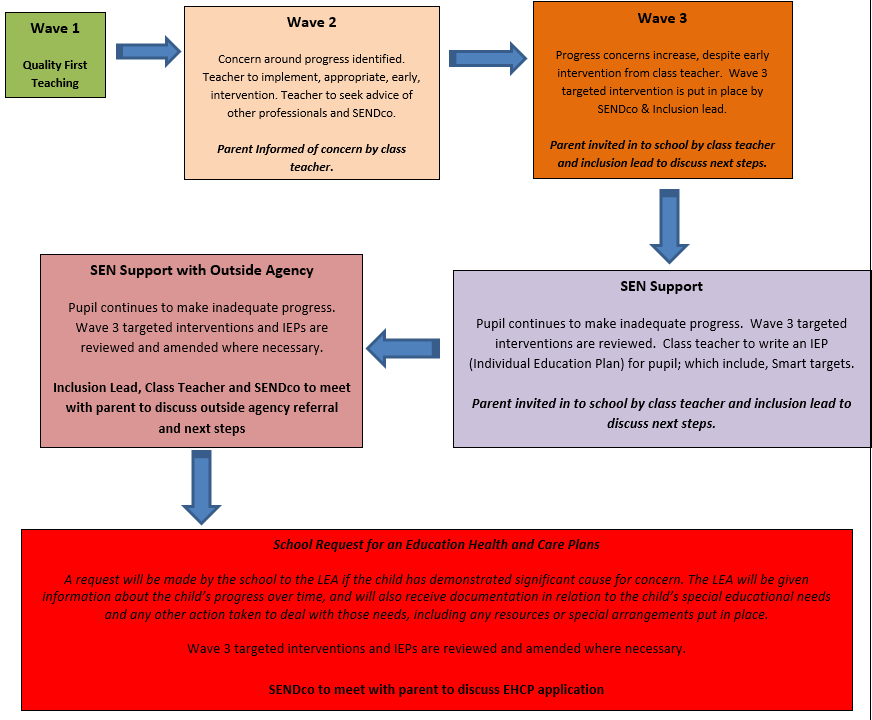 Wave 1
Quality First
Teaching
Wave 2
Concern around progress identified.
Teacher to implement, appropriate, early,
intervention. Teacher to seek advice of
other professionals and SENDco.
Parent Informed of concern by class
teacher.
Wave 3
Progress concerns increase, despite early
intervention from class teacher.  Wave 3
targeted intervention is put in place by
SENDco & Inclusion lead.
Parent invited in to school by class teacher
and inclusion lead to discuss next steps.
SEN Support
Pupil continues to make inadequate progress.  Wave 3 targeted
interventions are reviewed.  Class teacher to write an IEP
(Individual Education Plan) for pupil; which include, Smart targets.
Parent invited in to school by class teacher and inclusion lead to
discuss next steps.
SEN Support with Outside Agency
Pupil continues to make inadequate progress.
Wave 3 targeted interventions and IEPs are
reviewed and amended where necessary.
Inclusion Lead, Class Teacher and SENDco to meet
with parent to discuss outside agency referral
and next steps
School Request for an Education Health and Care Plans
A request will be made by the school to the LEA if the child has demonstrated significant cause for concern. The LEA will be given
information about the child's progress over time, and will also receive documentation in relation to the child's special educational needs
and any other action taken to deal with those needs, including any resources or special arrangements put in place.
Wave 3 targeted interventions and IEPs are reviewed and amended where necessary.
SENDco to meet with parent to discuss EHCP application